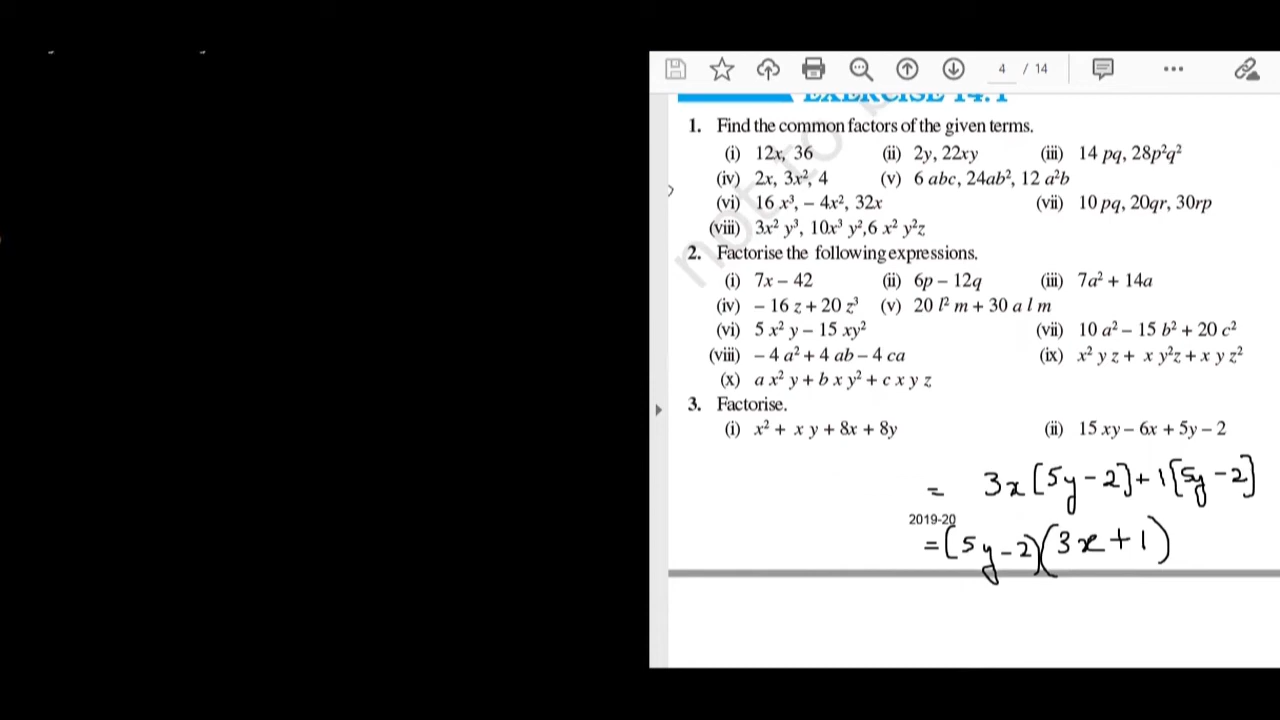 4 / 14
EXERCISE 14.1
1. Find the common factors of the given terms.
(i) 12x, 36 (ii) 2y, 22xy (iii) 14 pq, 28p²q²
(iv) 2x, 3x², 4 (v) 6 abc, 24ab², 12 a²b
(vi) 16 x³, – 4x², 32x (vii) 10 pq, 20qr, 30rp
(viii) 3x² y³, 10x³ y²,6 x² y²z
2. Factorise the following expressions.
(i) 7x – 42 (ii) 6p – 12q (iii) 7a² + 14a
(iv) – 16 z + 20 z³ (v) 20 l² m + 30 a l m
(vi) 5 x² y – 15 xy² (vii) 10 a² – 15 b² + 20 c²
(viii) – 4 a² + 4 ab – 4 ca (ix) x² y z + x y²z + x y z²
(x) a x² y + b x y² + c x y z
3. Factorise.
(i) x² + x y + 8x + 8y (ii) 15 xy – 6x + 5y – 2
= 3x[5y-2]+1[5y-2]
2019-20
=(5y-2)(3x+1)
not to b